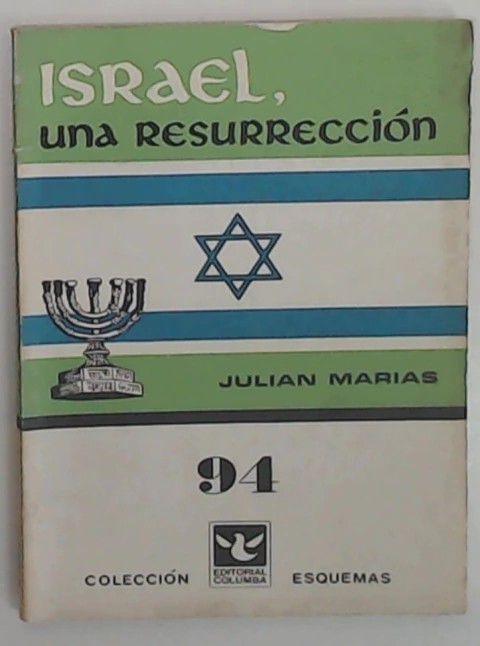 ISRAEL,
una RESURRECCIÓN
JULIAN MARIAS
94
EDITORIAL
COLUMBA
COLECCIÓN ESQUEMAS